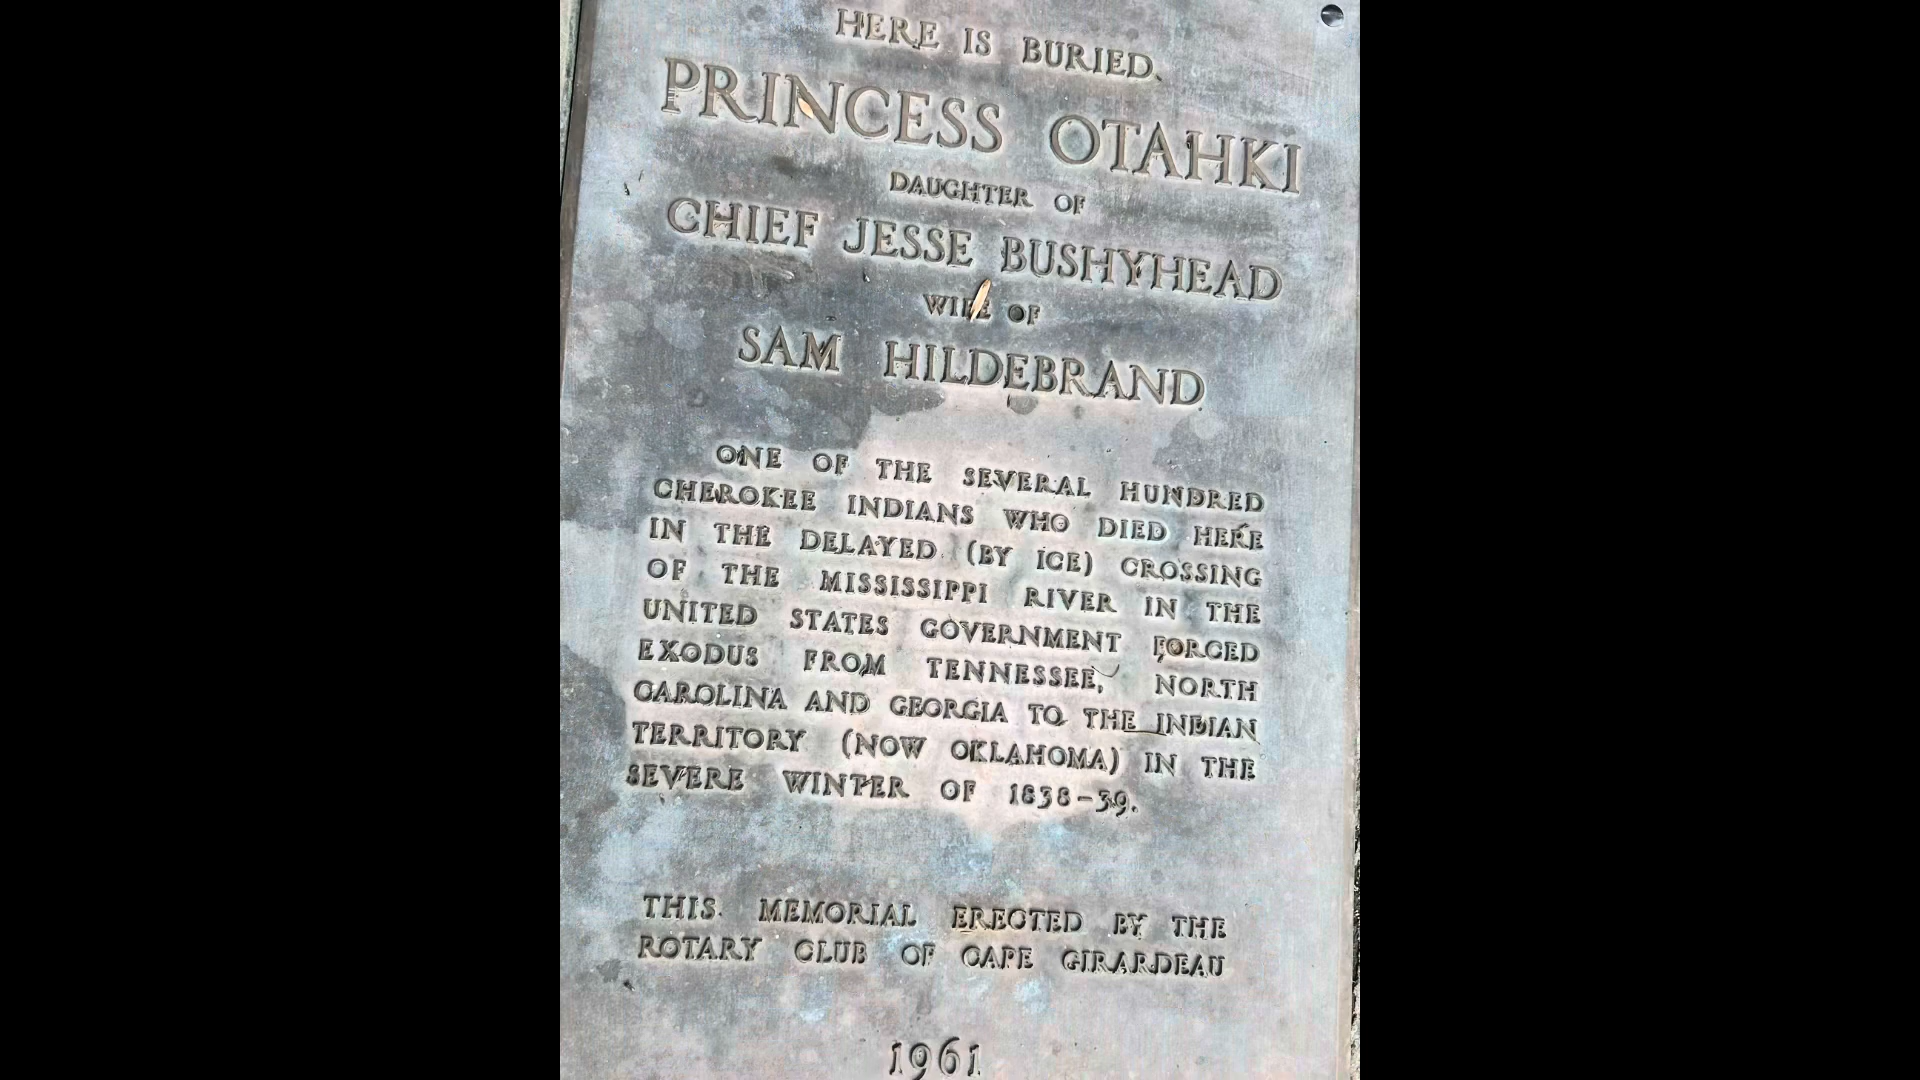 HERE IS BURIED.
PRINCESS OTAHKI
DAUGHTER OF
CHIEF JESSE BUSHYHEAD
WIFE OF
SAM HILDEBRAND
ONE OF THE SEVERAL HUNDRED
CHEROKEE INDIANS WHO DIED HERE
IN THE DELAYED (BY ICE) CROSSING
OF THE MISSISSIPPI RIVER IN THE
UNITED STATES GOVERNMENT FORCED
EXODUS FROM TENNESSEE, NORTH
CAROLINA AND GEORGIA TO THE INDIAN
TERRITORY (NOW OKLAHOMA) IN THE
SEVERE WINTER OF 1838-39.
THIS MEMORIAL ERECTED BY THE
ROTARY CLUB OF CAPE GIRARDEAU
1961